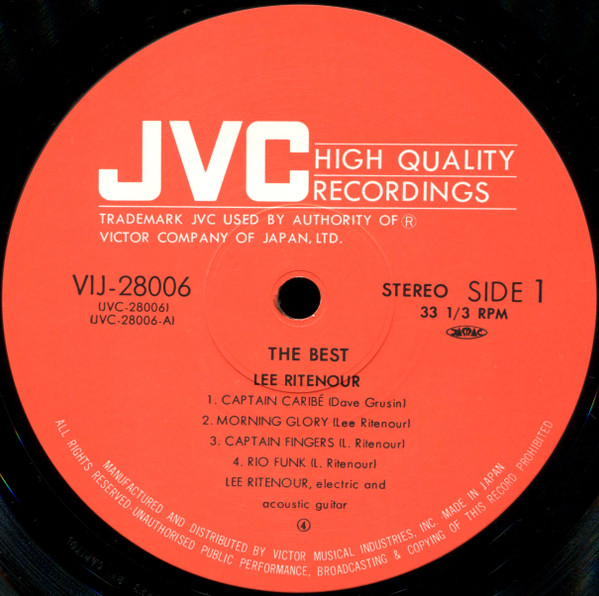 JVC HIGH QUALITY RECORDINGS
TRADEMARK JVC USED BY AUTHORITY OF Ⓡ
VICTOR COMPANY OF JAPAN, LTD.
VIJ-28006
(JVC-28006)
(JVC-28006-A)
STEREO SIDE 1
33 1/3 RPM
JASRAC
THE BEST
LEE RITENOUR
1. CAPTAIN CARIBÉ (Dave Grusin)
2. MORNING GLORY (Lee Ritenour)
3. CAPTAIN FINGERS (L. Ritenour)
4. RIO FUNK (L. Ritenour)
LEE RITENOUR, electric and
acoustic guitar
④
MANUFACTURED AND DISTRIBUTED BY VICTOR MUSICAL INDUSTRIES, INC. MADE IN JAPAN
ALL RIGHTS RESERVED. UNAUTHORISED PUBLIC PERFORMANCE, BROADCASTING & COPYING OF THIS RECORD PROHIBITED